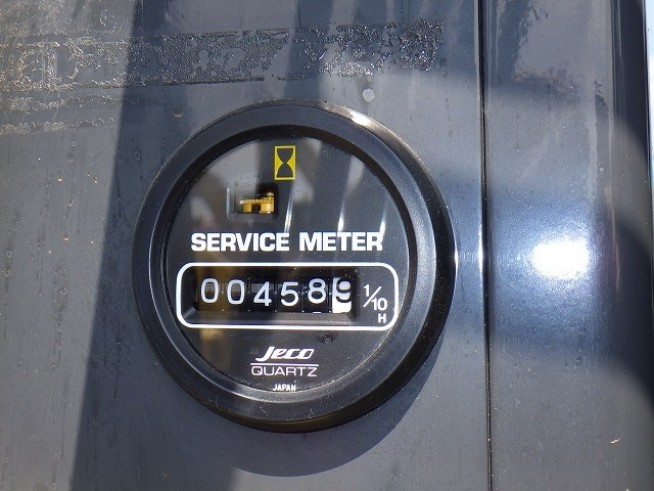 SERVICE METER
004589 1/10 H
Jeco
QUARTZ
JAPAN